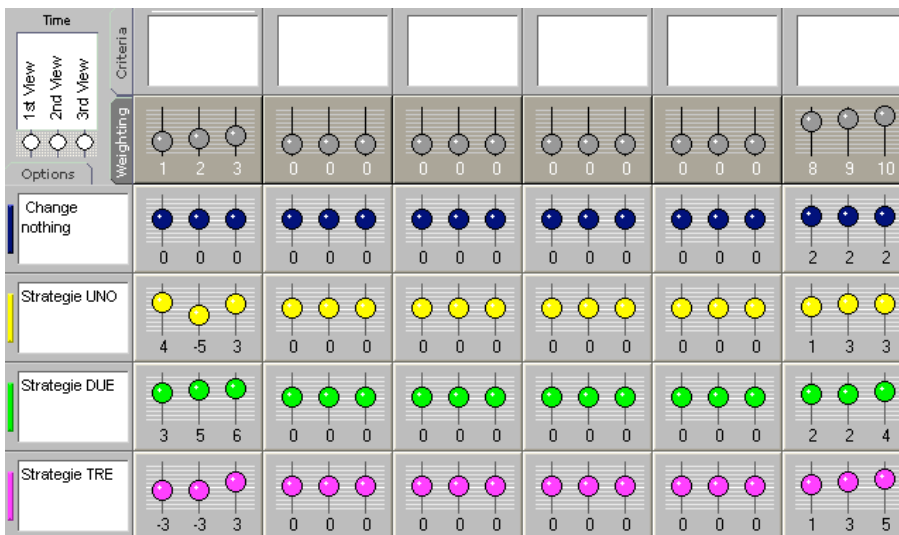 Time
1st View
2nd View
3rd View
Criteria
Weighting
Options
1 2 3 0 0 0 0 0 0 0 0 0 0 0 0 8 9 10
Change
nothing
0 0 0 0 0 0 0 0 0 0 0 0 0 0 0 2 2 2
Strategie UNO
4 -5 3 0 0 0 0 0 0 0 0 0 0 0 0 1 3 3
Strategie DUE
3 5 6 0 0 0 0 0 0 0 0 0 0 0 0 2 2 4
Strategie TRE
-3 -3 3 0 0 0 0 0 0 0 0 0 0 0 0 1 3 5